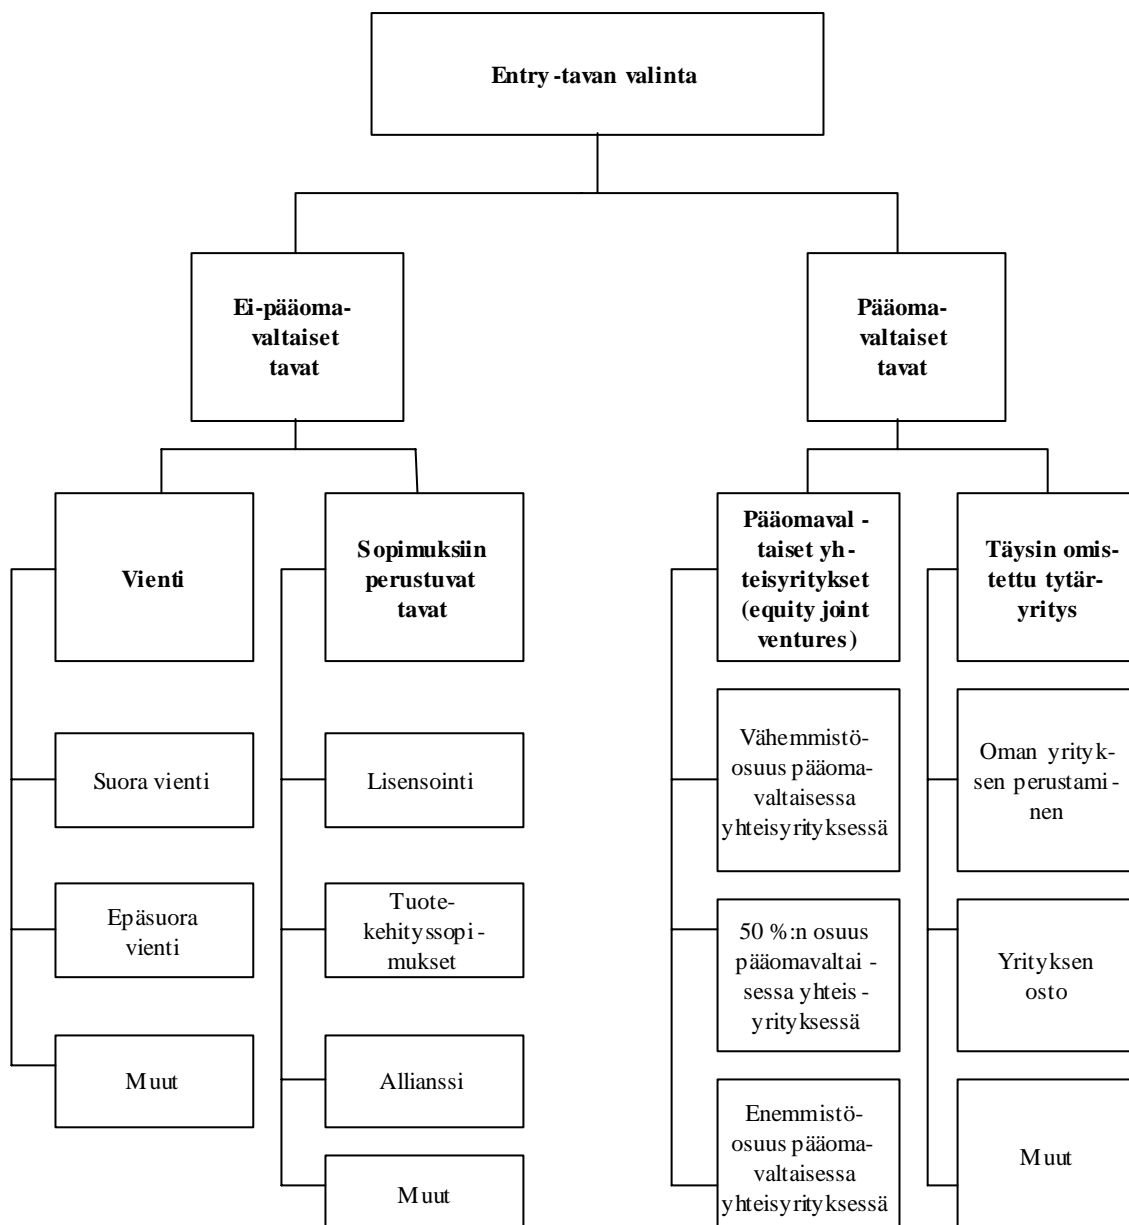 Entry-tavan valinta
Ei-pääoma-
valtaiset
tavat
Pääoma-
valtaiset
tavat
Vienti
Sopimuksiin
perustuvat
tavat
Pääomaval-
taiset yh-
teisyritykset
(equity joint
ventures)
Täysin omis-
tettu tytär-
yritys
Suora vienti
Lisensointi
Vähemmistö-
osuus pääoma-
valtaisessa
yhteisyrityksessä
Oman yrityk-
sen perustami-
nen
Epäsuora
vienti
Tuote-
kehityssopi-
mukset
50 %:n osuus
pääomavaltai-
sessa yhteis-
yrityksessä
Yrityksen
osto
Muut
Allianssi
Enemmistö-
osuus pääoma-
valtaisessa
yhteisyrityksessä
Muut
Muut